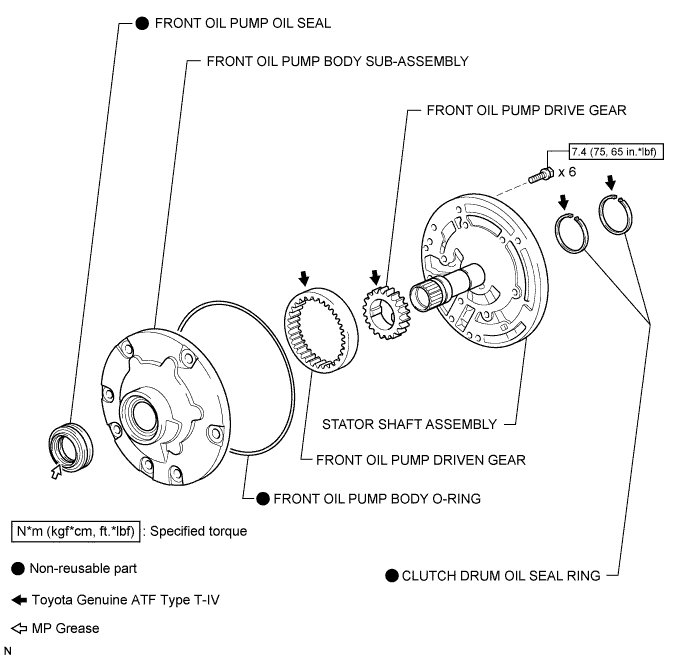 FRONT OIL PUMP OIL SEAL
FRONT OIL PUMP BODY SUB-ASSEMBLY
FRONT OIL PUMP DRIVE GEAR
7.4 (75, 65 in.*lbf)
x 6
STATOR SHAFT ASSEMBLY
FRONT OIL PUMP DRIVEN GEAR
FRONT OIL PUMP BODY O-RING
N*m (kgf*cm, ft.*lbf) : Specified torque
Non-reusable part
CLUTCH DRUM OIL SEAL RING
Toyota Genuine ATF Type T-IV
MP Grease
N